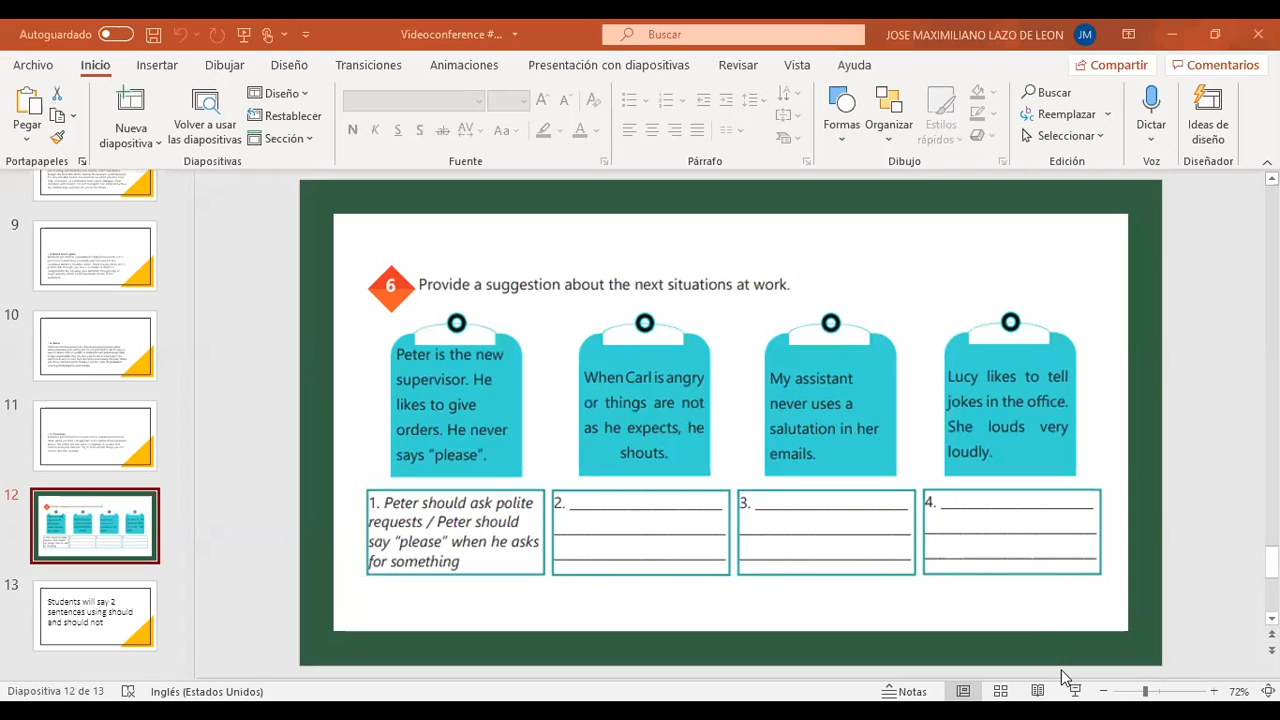 Autoguardado
Videoconference #...
Buscar
JOSE MAXIMILIANO LAZO DE LEON
JM
Archivo
Inicio
Insertar
Dibujar
Diseño
Transiciones
Animaciones
Presentación con diapositivas
Revisar
Vista
Ayuda
Compartir
Comentarios
Pegar
Nueva
diapositiva
Volver a usar
las diapositivas
Diseño
Restablecer
Sección
N K S S ab AV Aa A
Formas
Organizar
Estilos
rápidos
Buscar
Reemplazar
Seleccionar
Dictar
Ideas de
diseño
Portapapeles
Diapositivas
Fuente
Párrafo
Dibujo
Edición
Voz
Diseñador
9
10
11
12
13
Students will say 2
sentences using should
and should not
6 Provide a suggestion about the next situations at work.
Peter is the new
supervisor. He
likes to give
orders. He never
says “please”.
When Carl is angry
or things are not
as he expects, he
shouts.
My assistant
never uses a
salutation in her
emails.
Lucy likes to tell
jokes in the office.
She louds very
loudly.
1. Peter should ask polite
requests / Peter should
say “please” when he asks
for something
2.
3.
4.
Diapositiva 12 de 13
Inglés (Estados Unidos)
Notas
72%